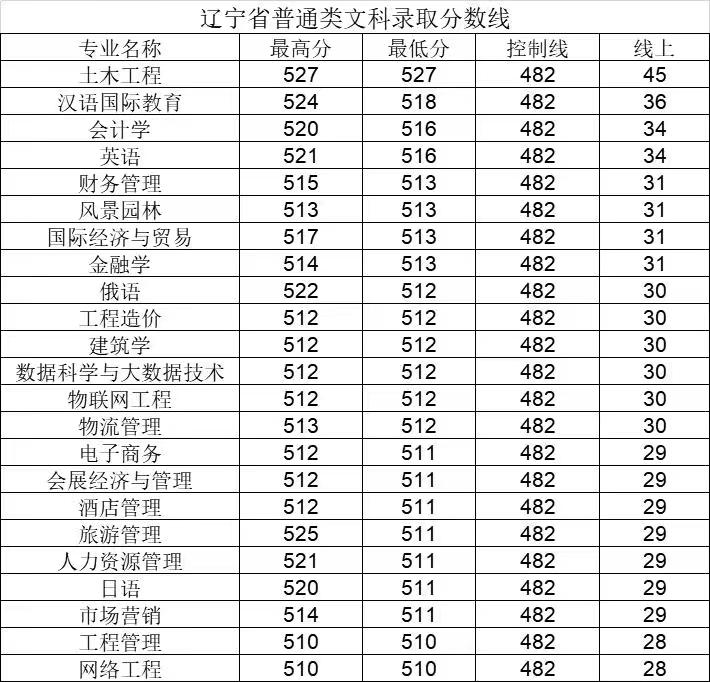 辽宁省普通类文科录取分数线
专业名称 最高分 最低分 控制线 线上
土木工程 527 527 482 45
汉语国际教育 524 518 482 36
会计学 520 516 482 34
英语 521 516 482 34
财务管理 515 513 482 31
风景园林 513 513 482 31
国际经济与贸易 517 513 482 31
金融学 514 513 482 31
俄语 522 512 482 30
工程造价 512 512 482 30
建筑学 512 512 482 30
数据科学与大数据技术 512 512 482 30
物联网工程 512 512 482 30
物流管理 513 512 482 30
电子商务 512 511 482 29
会展经济与管理 512 511 482 29
酒店管理 512 511 482 29
旅游管理 525 511 482 29
人力资源管理 521 511 482 29
日语 520 511 482 29
市场营销 514 511 482 29
工程管理 510 510 482 28
网络工程 510 510 482 28